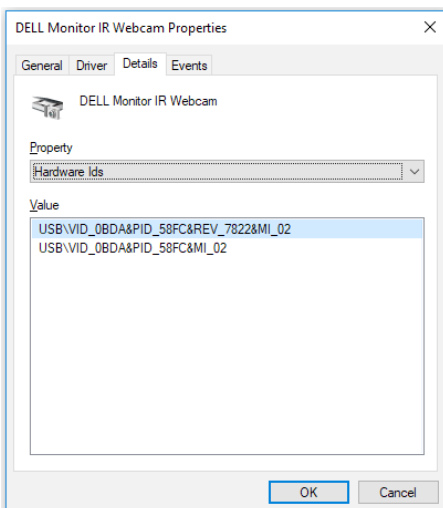 DELL Monitor IR Webcam Properties
General Driver Details Events
DELL Monitor IR Webcam
Property
Hardware Ids
Value
USB\VID_0BDA&PID_58FC&REV_7822&MI_02
USB\VID_0BDA&PID_58FC&MI_02
OK Cancel